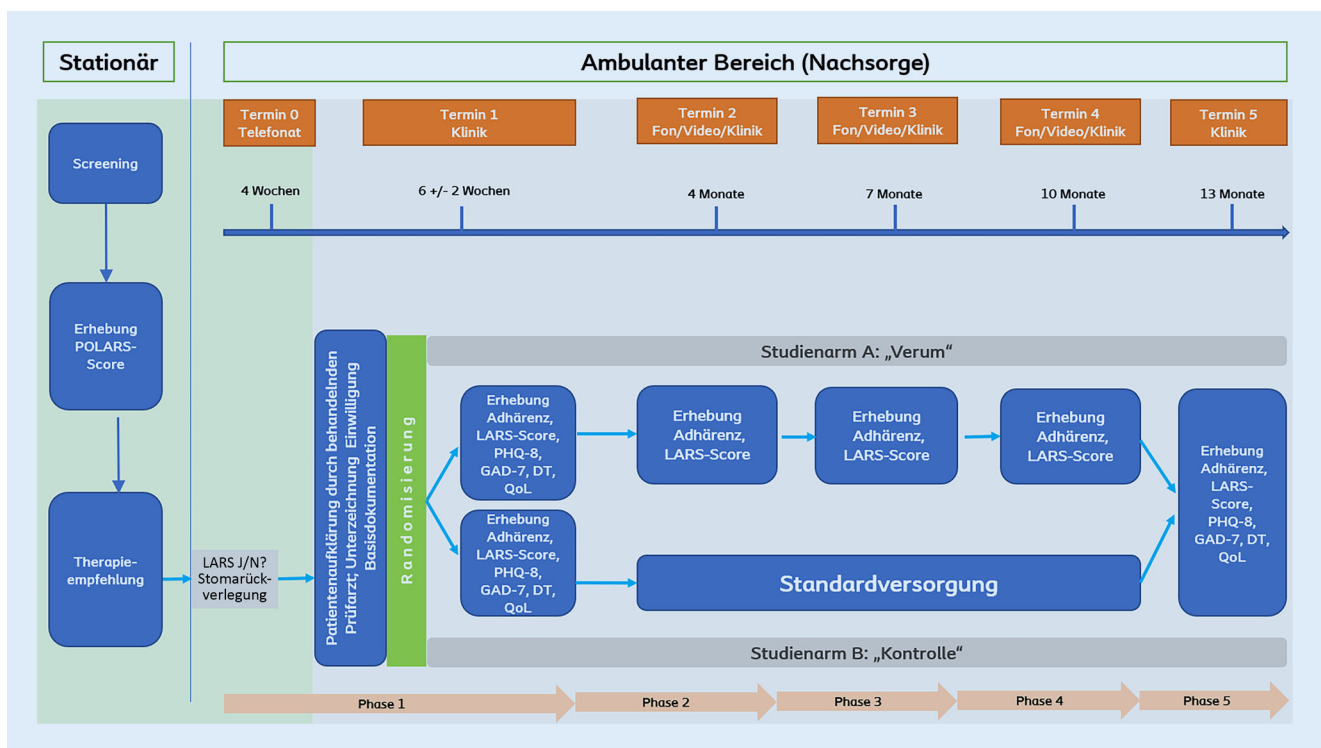 Stationär
Ambulanter Bereich (Nachsorge)
Termin 0
Telefonat
Termin 1
Klinik
Termin 2
Fon/Video/Klinik
Termin 3
Fon/Video/Klinik
Termin 4
Fon/Video/Klinik
Termin 5
Klinik
4 Wochen
6 +/- 2 Wochen
4 Monate
7 Monate
10 Monate
13 Monate
Screening
Erhebung
POLARS-
Score
Therapie-
empfehlung
LARS J/N?
Stomarück-
verlegung
Patientenaufklärung durch behandelnden
Prüfarzt; Unterzeichnung Einwilligung
Basisdokumentation
Randomisierung
Studienarm A: „Verum“
Erhebung
Adhärenz,
LARS-Score,
PHQ-8,
GAD-7, DT,
QoL
Erhebung
Adhärenz,
LARS-Score
Erhebung
Adhärenz,
LARS-Score
Erhebung
Adhärenz,
LARS-Score
Erhebung
Adhärenz,
LARS-
Score,
PHQ-8,
GAD-7, DT,
QoL
Erhebung
Adhärenz,
LARS-Score,
PHQ-8,
GAD-7, DT,
QoL
Standardversorgung
Studienarm B: „Kontrolle“
Phase 1
Phase 2
Phase 3
Phase 4
Phase 5